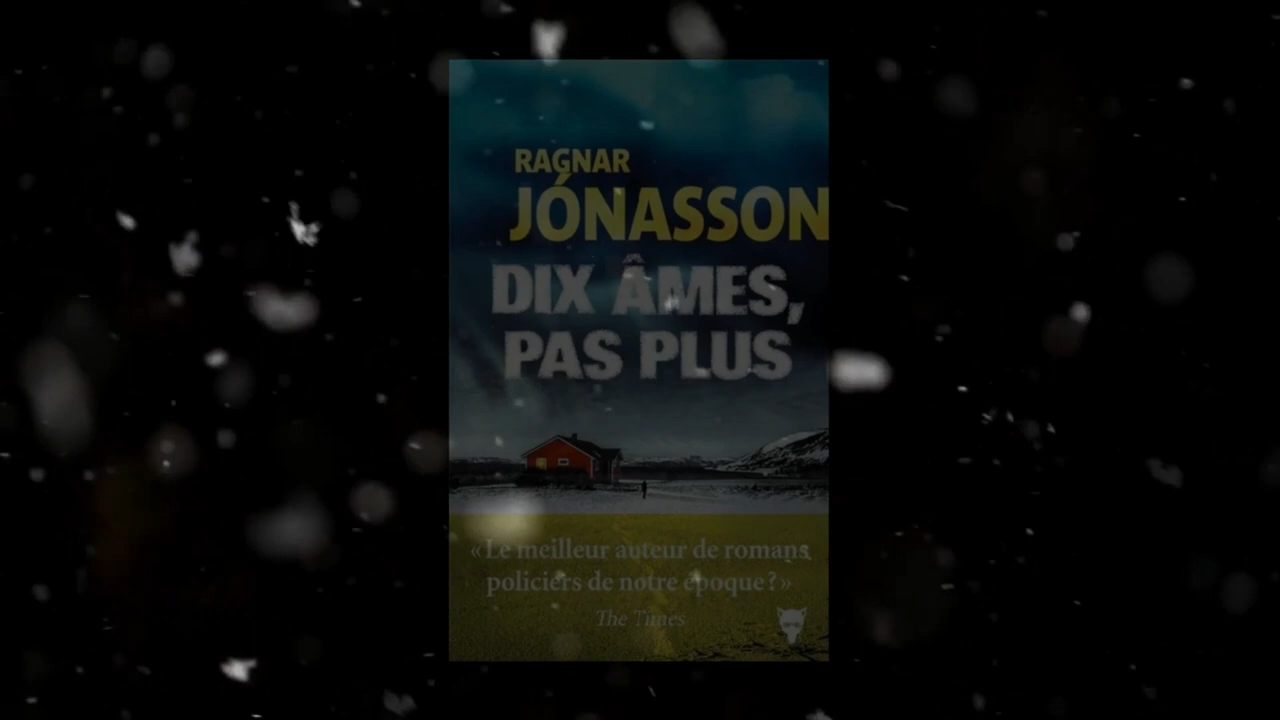 RAGNAR
JÓNASSON
DIX ÂMES,
PAS PLUS
« Le meilleur auteur de romans
policiers de notre époque ? »
The Times